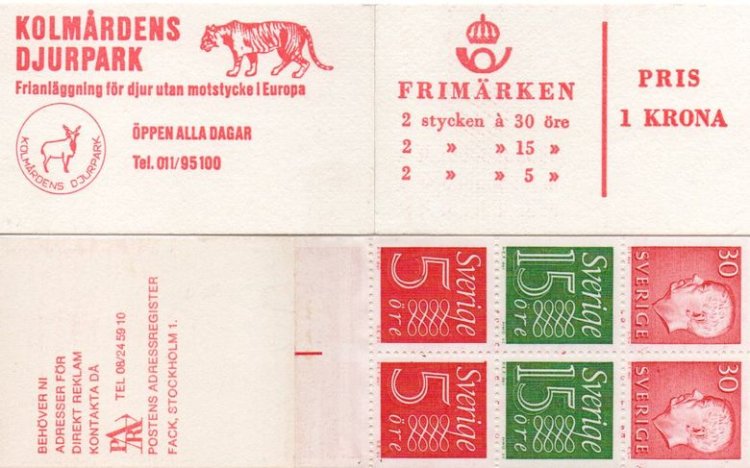 KOLMÅRDENS
DJURPARK
Frianläggning för djur utan motstycke i Europa
KOLMÅRDENS DJURPARK
ÖPPEN ALLA DAGAR
Tel. 011/95100
FRIMÄRKEN
2 stycken à 30 öre
2 » » 15 »
2 » » 5 »
PRIS
1 KRONA
BEHÖVER NI
ADRESSER FÖR
DIREKT REKLAM
KONTAKTA DÅ
PAR
TEL 08/24 59 10
POSTENS ADRESSREGISTER
FACK, STOCKHOLM 1.
Sverige
5 öre
Sverige
15 öre
SVERIGE
30
Sverige
5 öre
Sverige
15 öre
SVERIGE
30